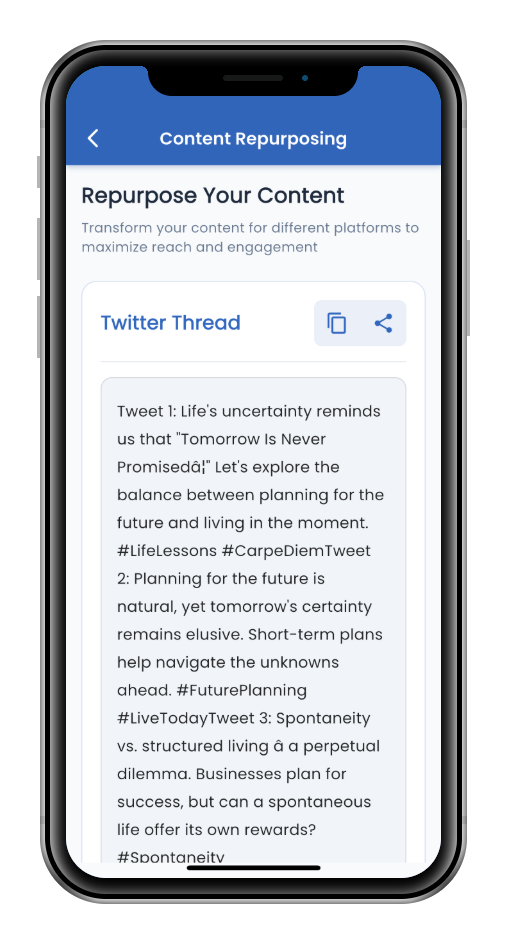 Content Repurposing
Repurpose Your Content
Transform your content for different platforms to
maximize reach and engagement
Twitter Thread
Tweet 1: Life's uncertainty reminds
us that "Tomorrow Is Never
Promisedâ¦" Let's explore the
balance between planning for the
future and living in the moment.
#LifeLessons #CarpeDiemTweet
2: Planning for the future is
natural, yet tomorrow's certainty
remains elusive. Short-term plans
help navigate the unknowns
ahead. #FuturePlanning
#LiveTodayTweet 3: Spontaneity
vs. structured living â a perpetual
dilemma. Businesses plan for
success, but can a spontaneous
life offer its own rewards?
#Spontaneity